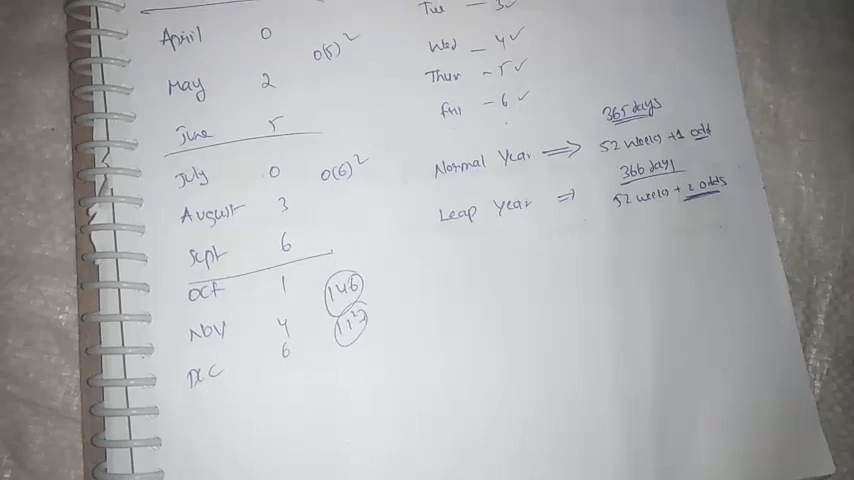 April 0
0(5)²
May 2
June 5
July 0 0(6)²
August 3
Sept 6
Oct 1 146
Nov 4
Dec 6
Tue - 3✓
Wed - 4✓
Thur - 5✓
Fri - 6✓
365 days
Normal Year ⇒ 52 weeks + 1 odd
366 days
Leap Year ⇒ 52 weeks + 2 odds